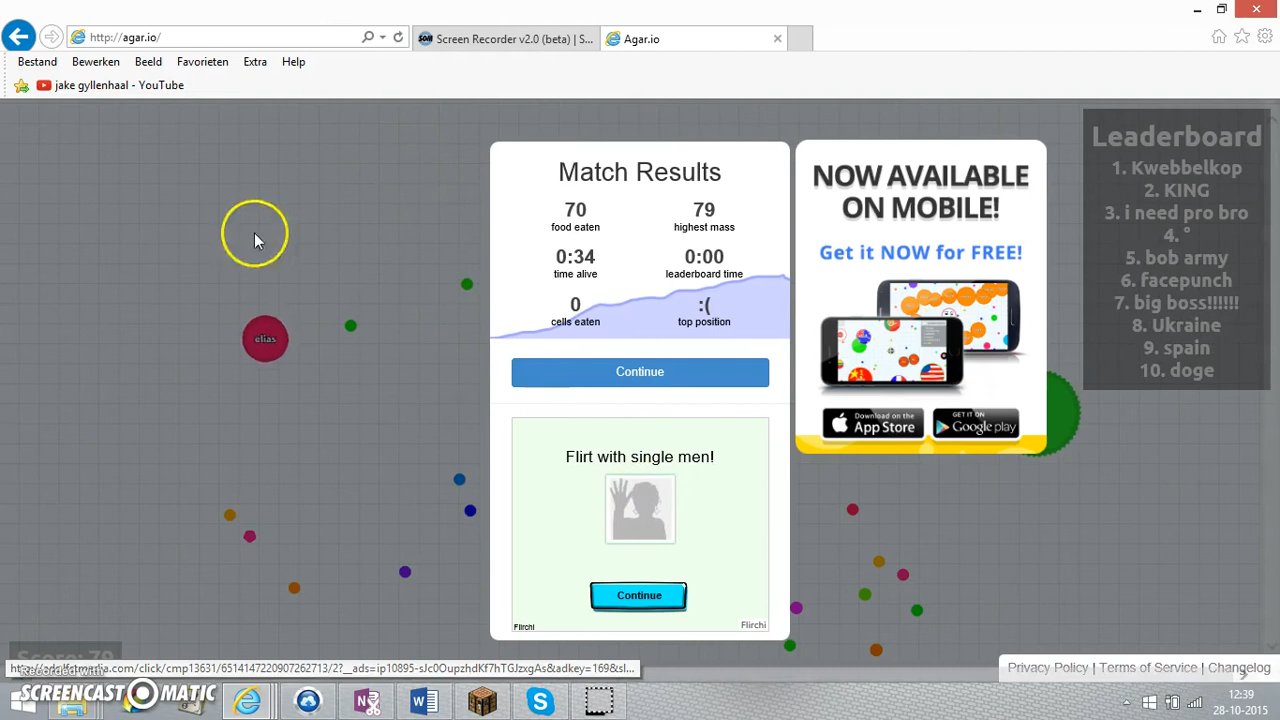 http://agar.io/
Screen Recorder v2.0 (beta) | S...
Agar.io
Bestand Bewerken Beeld Favorieten Extra Help
jake gyllenhaal - YouTube
Leaderboard
1. Kwebbelkop
2. KING
3. i need pro bro
4. °
5. bob army
6. facepunch
7. big boss!!!!!!
8. Ukraine
9. spain
10. doge
Match Results
70 79
food eaten highest mass
0:34 0:00
time alive leaderboard time
0 :(
cells eaten top position
Continue
Flirt with single men!
Continue
Flirchi Flirchi
NOW AVAILABLE
ON MOBILE!
Get it NOW for FREE!
Download on the
App Store
GET IT ON
Google play
elias
Score: 79
Recorded with
SCREENCAST MATIC
Privacy Policy | Terms of Service | Changelog
12:39
28-10-2015